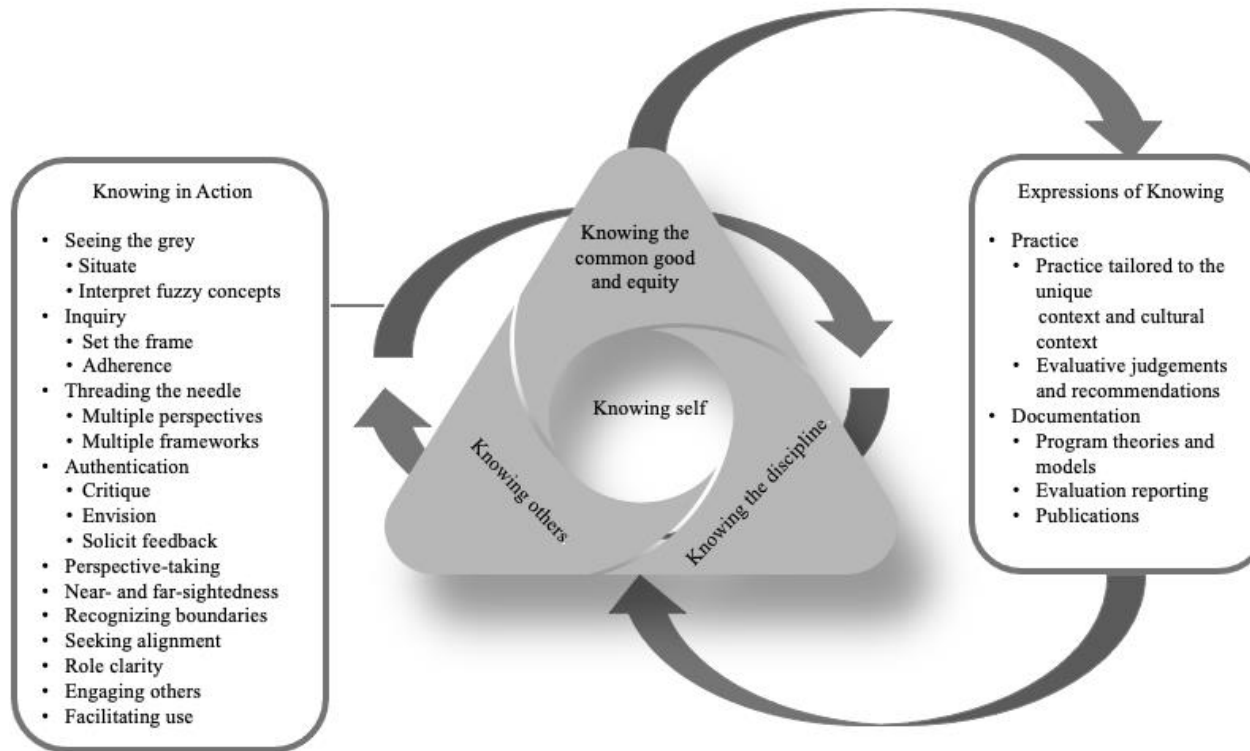 Knowing in Action
• Seeing the grey
• Situate
• Interpret fuzzy concepts
• Inquiry
• Set the frame
• Adherence
• Threading the needle
• Multiple perspectives
• Multiple frameworks
• Authentication
• Critique
• Envision
• Solicit feedback
• Perspective-taking
• Near- and far-sightedness
• Recognizing boundaries
• Seeking alignment
• Role clarity
• Engaging others
• Facilitating use
Knowing the
common good
and equity
Knowing self
Knowing others
Knowing the discipline
Expressions of Knowing
• Practice
• Practice tailored to the
unique
context and cultural
context
• Evaluative judgements
and recommendations
• Documentation
• Program theories and
models
• Evaluation reporting
• Publications